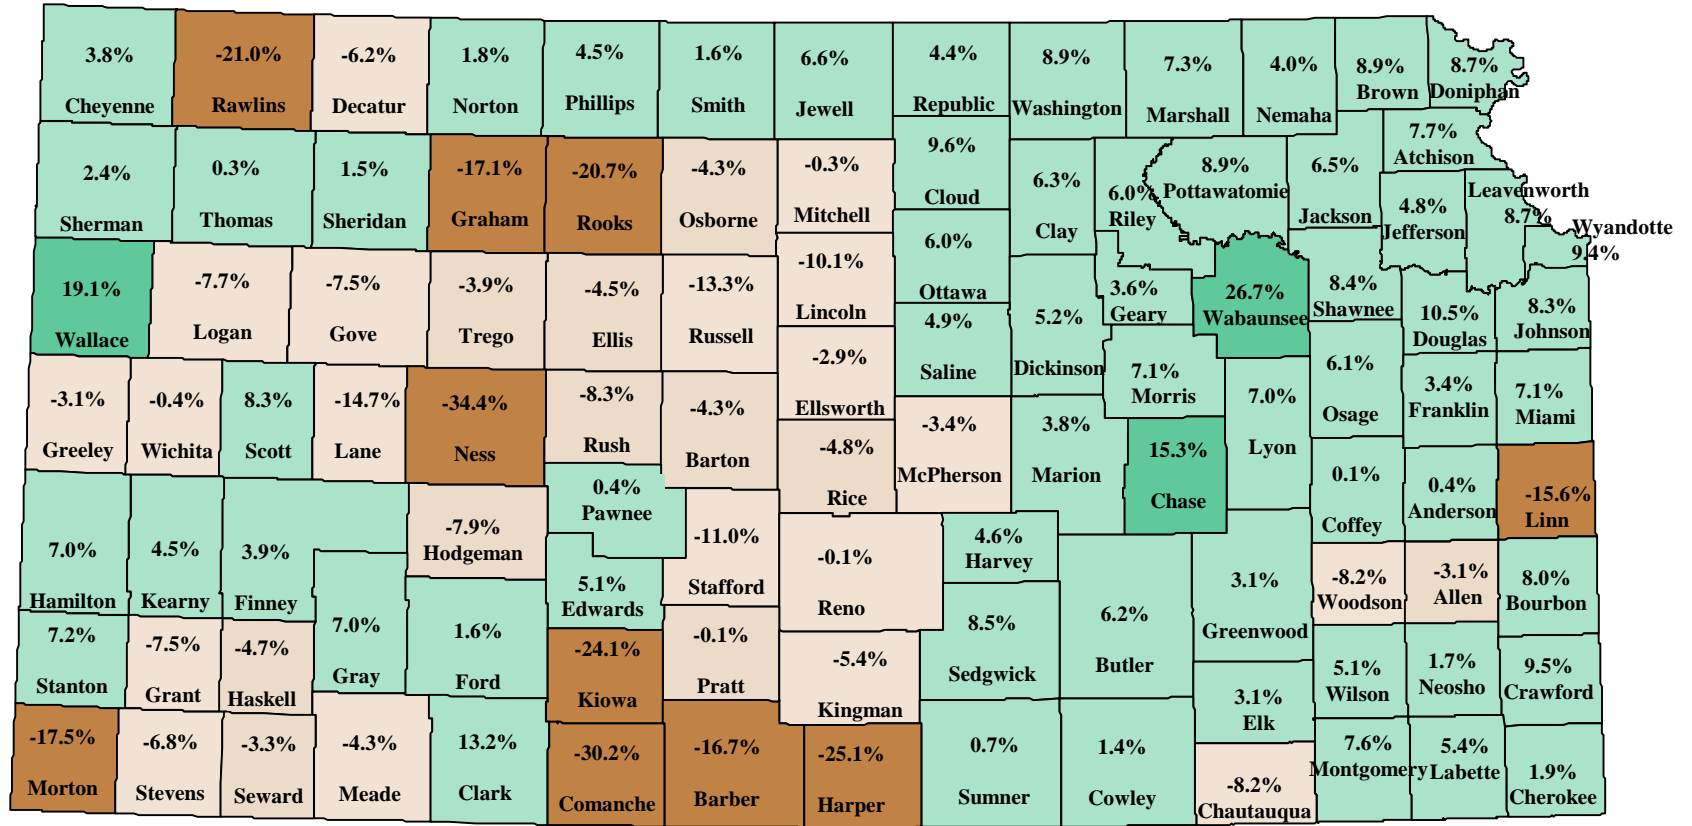 3.8%
Cheyenne
-21.0%
Rawlins
-6.2%
Decatur
1.8%
Norton
4.5%
Phillips
1.6%
Smith
6.6%
Jewell
4.4%
Republic
8.9%
Washington
7.3%
Marshall
4.0%
Nemaha
8.9%
Brown
8.7%
Doniphan
2.4%
Sherman
0.3%
Thomas
1.5%
Sheridan
-17.1%
Graham
-20.7%
Rooks
-4.3%
Osborne
-0.3%
Mitchell
9.6%
Cloud
6.3%
Clay
6.0%
Riley
8.9%
Pottawatomie
6.5%
Jackson
7.7%
Atchison
4.8%
Jefferson
Leavenworth
8.7%
Wyandotte
9.4%
19.1%
Wallace
-7.7%
Logan
-7.5%
Gove
-3.9%
Trego
-4.5%
Ellis
-13.3%
Russell
-10.1%
Lincoln
6.0%
Ottawa
4.9%
Saline
5.2%
Dickinson
3.6%
Geary
26.7%
Wabaunsee
8.4%
Shawnee
10.5%
Douglas
8.3%
Johnson
-3.1%
Greeley
-0.4%
Wichita
8.3%
Scott
-14.7%
Lane
-34.4%
Ness
-8.3%
Rush
-4.3%
Barton
-2.9%
Ellsworth
-4.8%
Rice
-3.4%
McPherson
3.8%
Marion
7.1%
Morris
15.3%
Chase
7.0%
Lyon
6.1%
Osage
3.4%
Franklin
7.1%
Miami
7.0%
Hamilton
4.5%
Kearny
3.9%
Finney
-7.9%
Hodgeman
0.4%
Pawnee
5.1%
Edwards
-11.0%
Stafford
-0.1%
Reno
4.6%
Harvey
6.2%
Butler
3.1%
Greenwood
0.1%
Coffey
0.4%
Anderson
-15.6%
Linn
-8.2%
Woodson
-3.1%
Allen
8.0%
Bourbon
7.2%
Stanton
-7.5%
Grant
-4.7%
Haskell
7.0%
Gray
1.6%
Ford
-24.1%
Kiowa
-0.1%
Pratt
-5.4%
Kingman
8.5%
Sedgwick
3.1%
Elk
5.1%
Wilson
1.7%
Neosho
9.5%
Crawford
-17.5%
Morton
-6.8%
Stevens
-3.3%
Seward
-4.3%
Meade
13.2%
Clark
-30.2%
Comanche
-16.7%
Barber
-25.1%
Harper
0.7%
Sumner
1.4%
Cowley
-8.2%
Chautauqua
7.6%
Montgomery
5.4%
Labette
1.9%
Cherokee